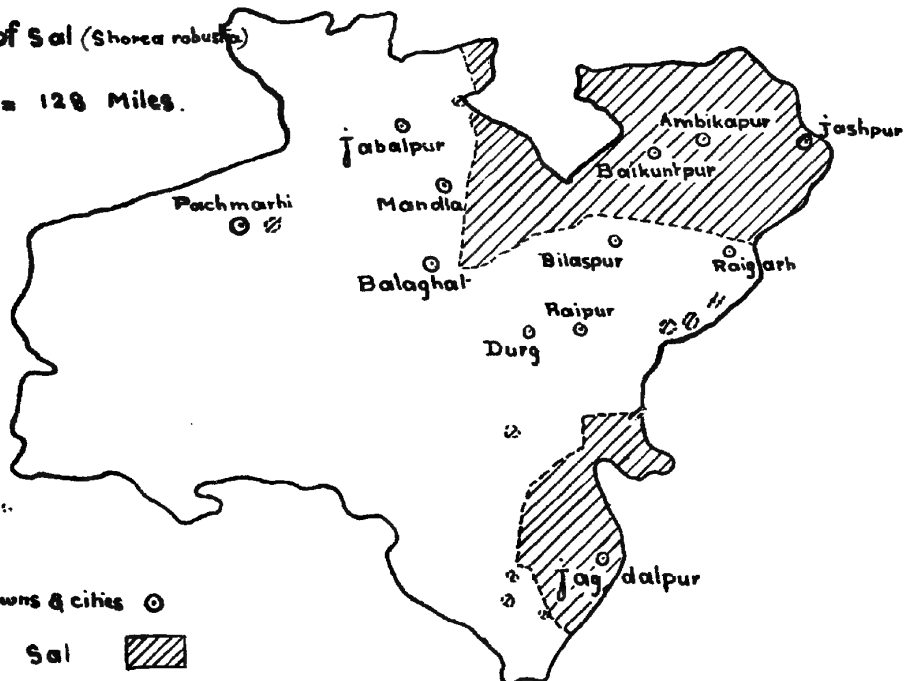 of Sal (Shorea robusta)
= 128 Miles.
Ambikapur
jashpur
jabalpur
Baikuntpur
Mandla
Pachmarhi
Bilaspur
Raigarh
Balaghat
Raipur
Durg
jagdalpur
wns & cities
Sal